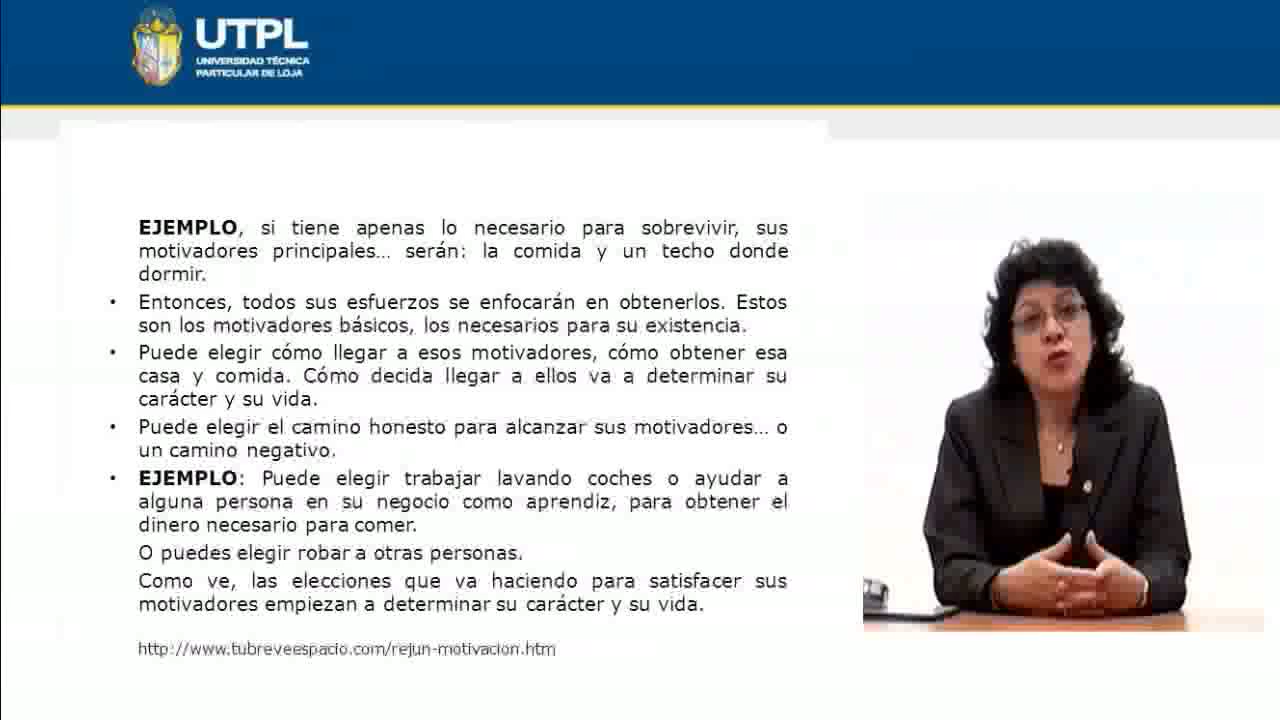 UTPL
UNIVERSIDAD TÉCNICA
PARTICULAR DE LOJA
EJEMPLO, si tiene apenas lo necesario para sobrevivir, sus
motivadores principales… serán: la comida y un techo donde
dormir.
• Entonces, todos sus esfuerzos se enfocarán en obtenerlos. Estos
son los motivadores básicos, los necesarios para su existencia.
• Puede elegir cómo llegar a esos motivadores, cómo obtener esa
casa y comida. Cómo decida llegar a ellos va a determinar su
carácter y su vida.
• Puede elegir el camino honesto para alcanzar sus motivadores… o
un camino negativo.
• EJEMPLO: Puede elegir trabajar lavando coches o ayudar a
alguna persona en su negocio como aprendiz, para obtener el
dinero necesario para comer.
O puedes elegir robar a otras personas.
Como ve, las elecciones que va haciendo para satisfacer sus
motivadores empiezan a determinar su carácter y su vida.
http://www.tubreveespacio.com/rejun-motivacion.htm